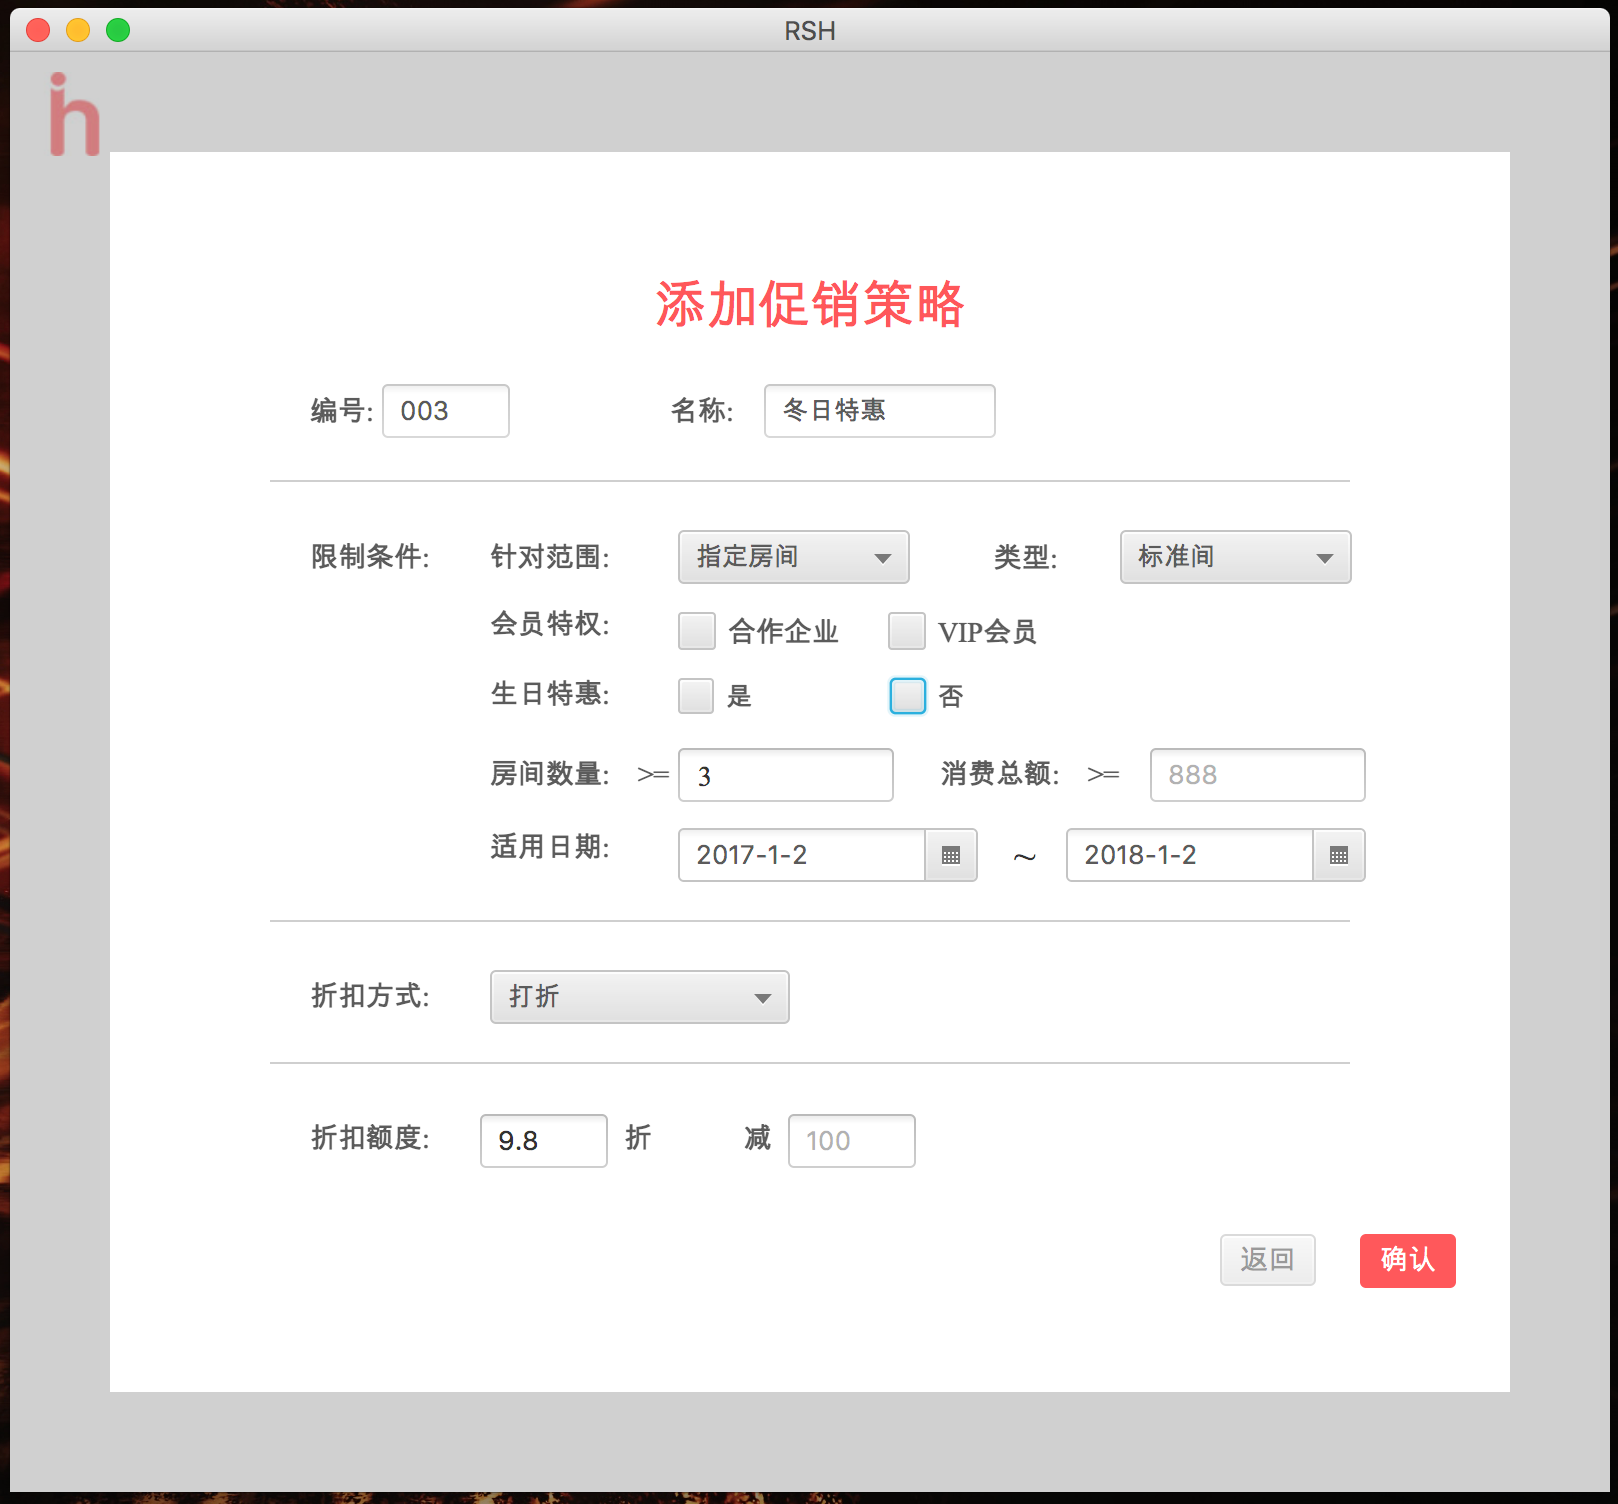 RSH
ih
添加促销策略
编号: 003 名称: 冬日特惠
限制条件: 针对范围: 指定房间 类型: 标准间
会员特权: 合作企业 VIP会员
生日特惠: 是 否
房间数量: >= 3 消费总额: >= 888
适用日期: 2017-1-2 ~ 2018-1-2
折扣方式: 打折
折扣额度: 9.8 折 减 100
返回 确认